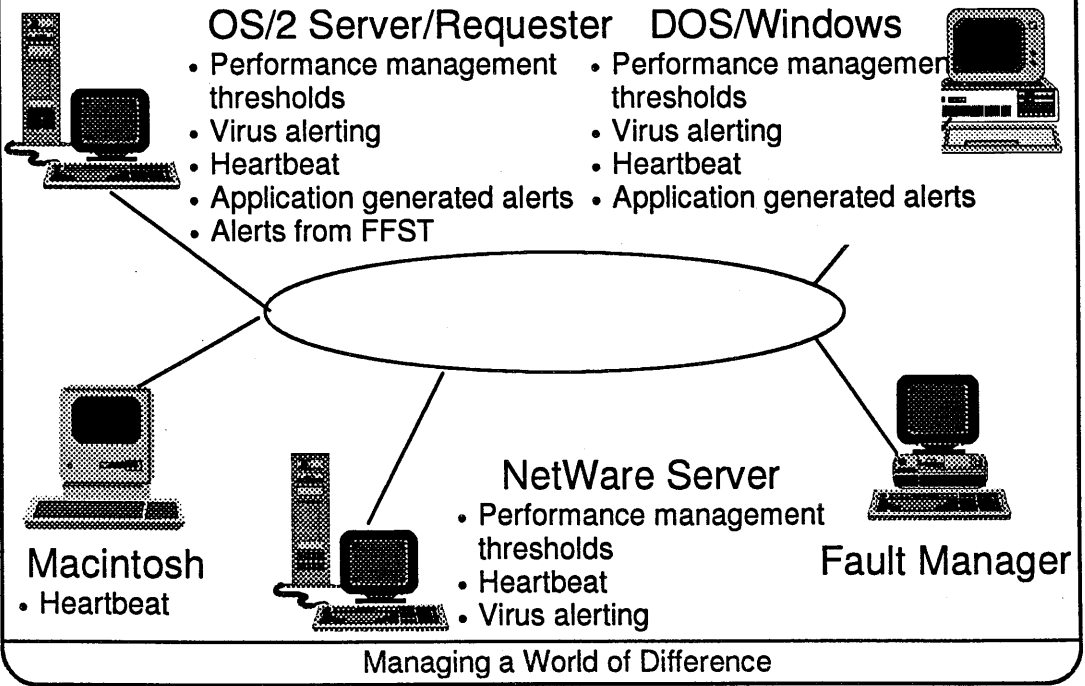 OS/2 Server/Requester
• Performance management
thresholds
• Virus alerting
• Heartbeat
• Application generated alerts
• Alerts from FFST
DOS/Windows
• Performance managemen
thresholds
• Virus alerting
• Heartbeat
• Application generated alerts
Macintosh
• Heartbeat
NetWare Server
• Performance management
thresholds
• Heartbeat
• Virus alerting
Fault Manager
Managing a World of Difference